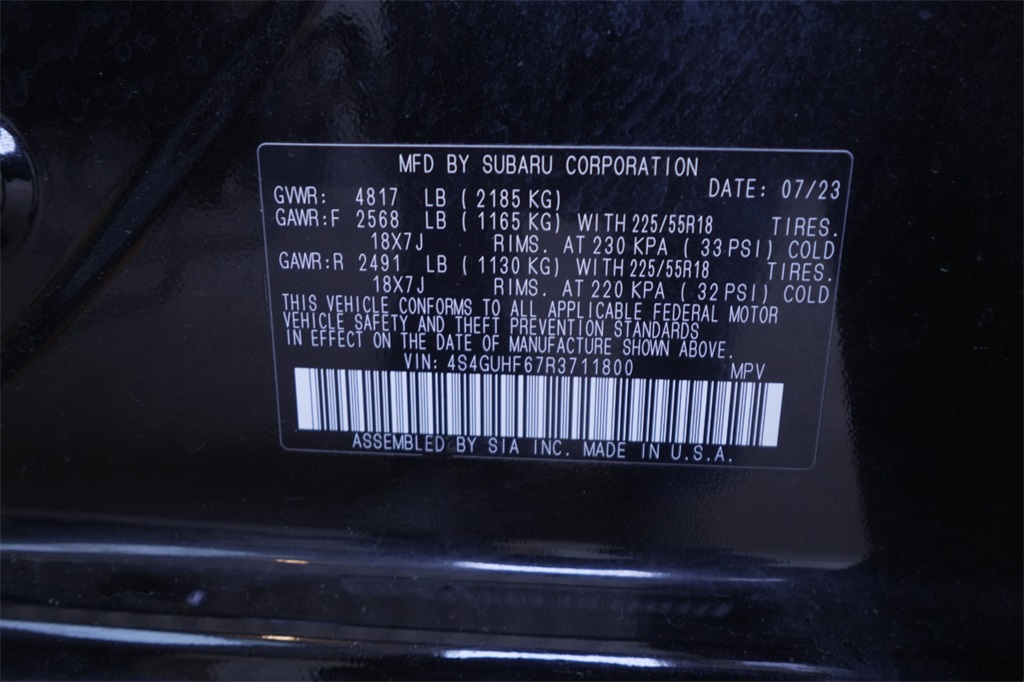 MFD BY SUBARU CORPORATION
GVWR: 4817 LB ( 2185 KG) DATE: 07/23
GAWR:F 2568 LB ( 1165 KG) WITH 225/55R18 TIRES.
18X7J RIMS. AT 230 KPA ( 33 PSI) COLD
GAWR:R 2491 LB ( 1130 KG) WITH 225/55R18 TIRES.
18X7J RIMS. AT 220 KPA ( 32 PSI) COLD
THIS VEHICLE CONFORMS TO ALL APPLICABLE FEDERAL MOTOR
VEHICLE SAFETY AND THEFT PREVENTION STANDARDS
IN EFFECT ON THE DATE OF MANUFACTURE SHOWN ABOVE.
VIN: 4S4GUHF67R3711800 MPV
ASSEMBLED BY SIA INC. MADE IN U.S.A.